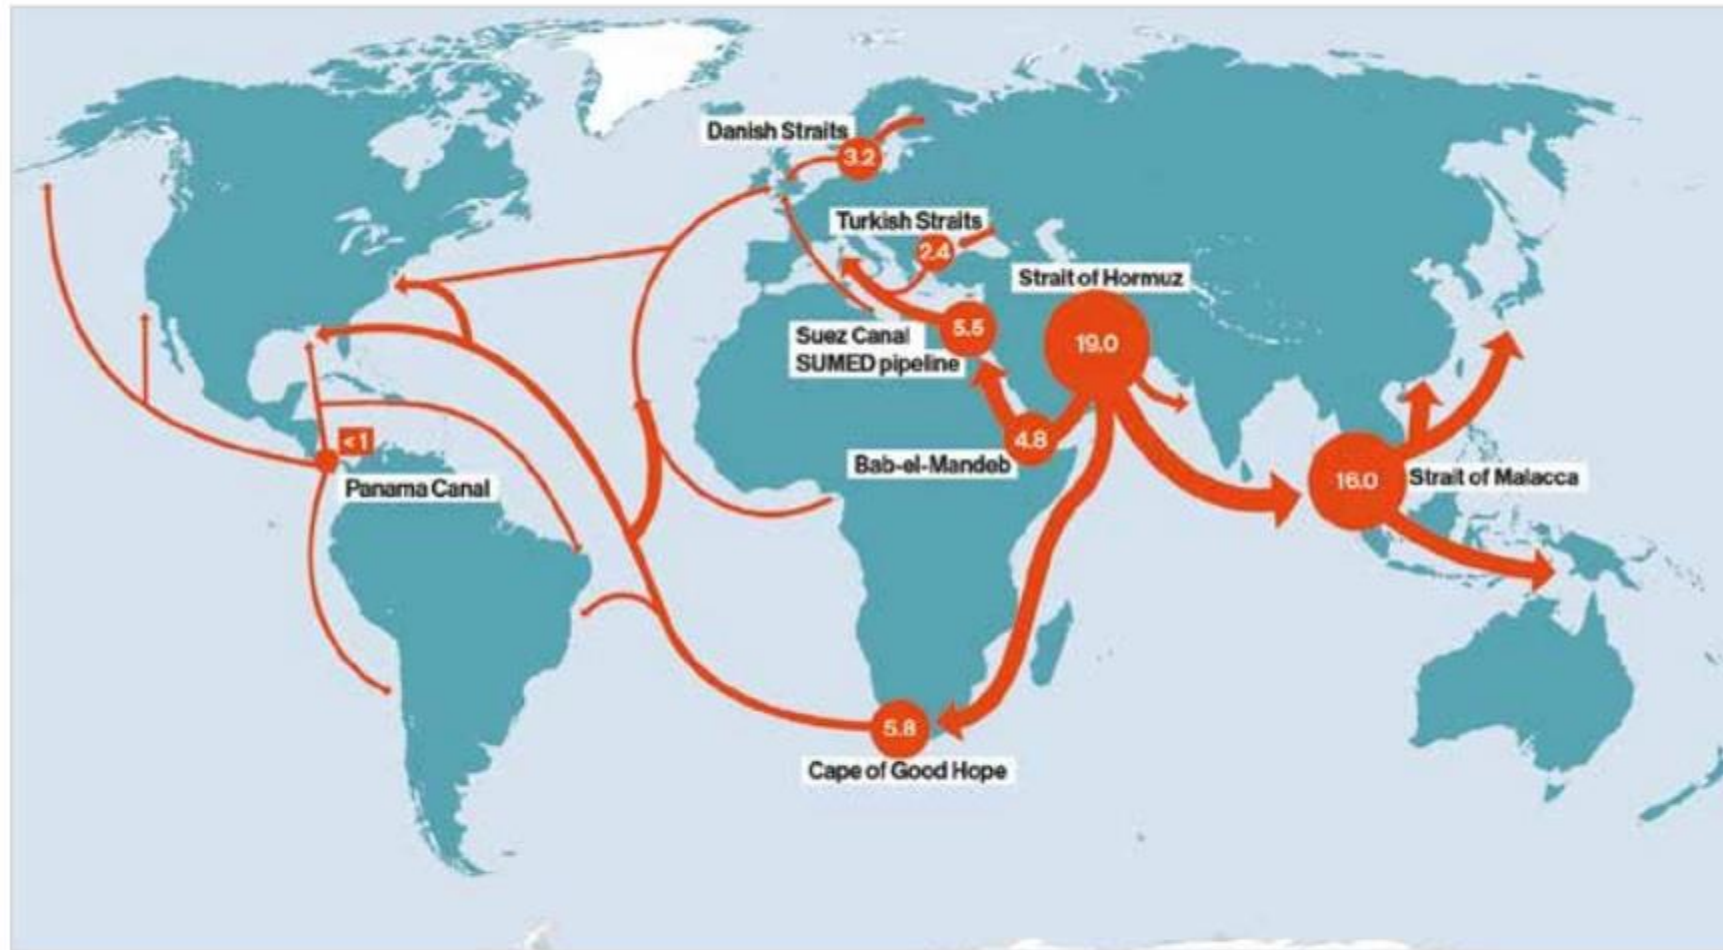 Danish Straits
3.2
Turkish Straits
2.4
Strait of Hormuz
Suez Canal
SUMED pipeline
5.5
19.0
<1
4.8
Bab-el-Mandeb
Panama Canal
16.0
Strait of Malacca
5.8
Cape of Good Hope